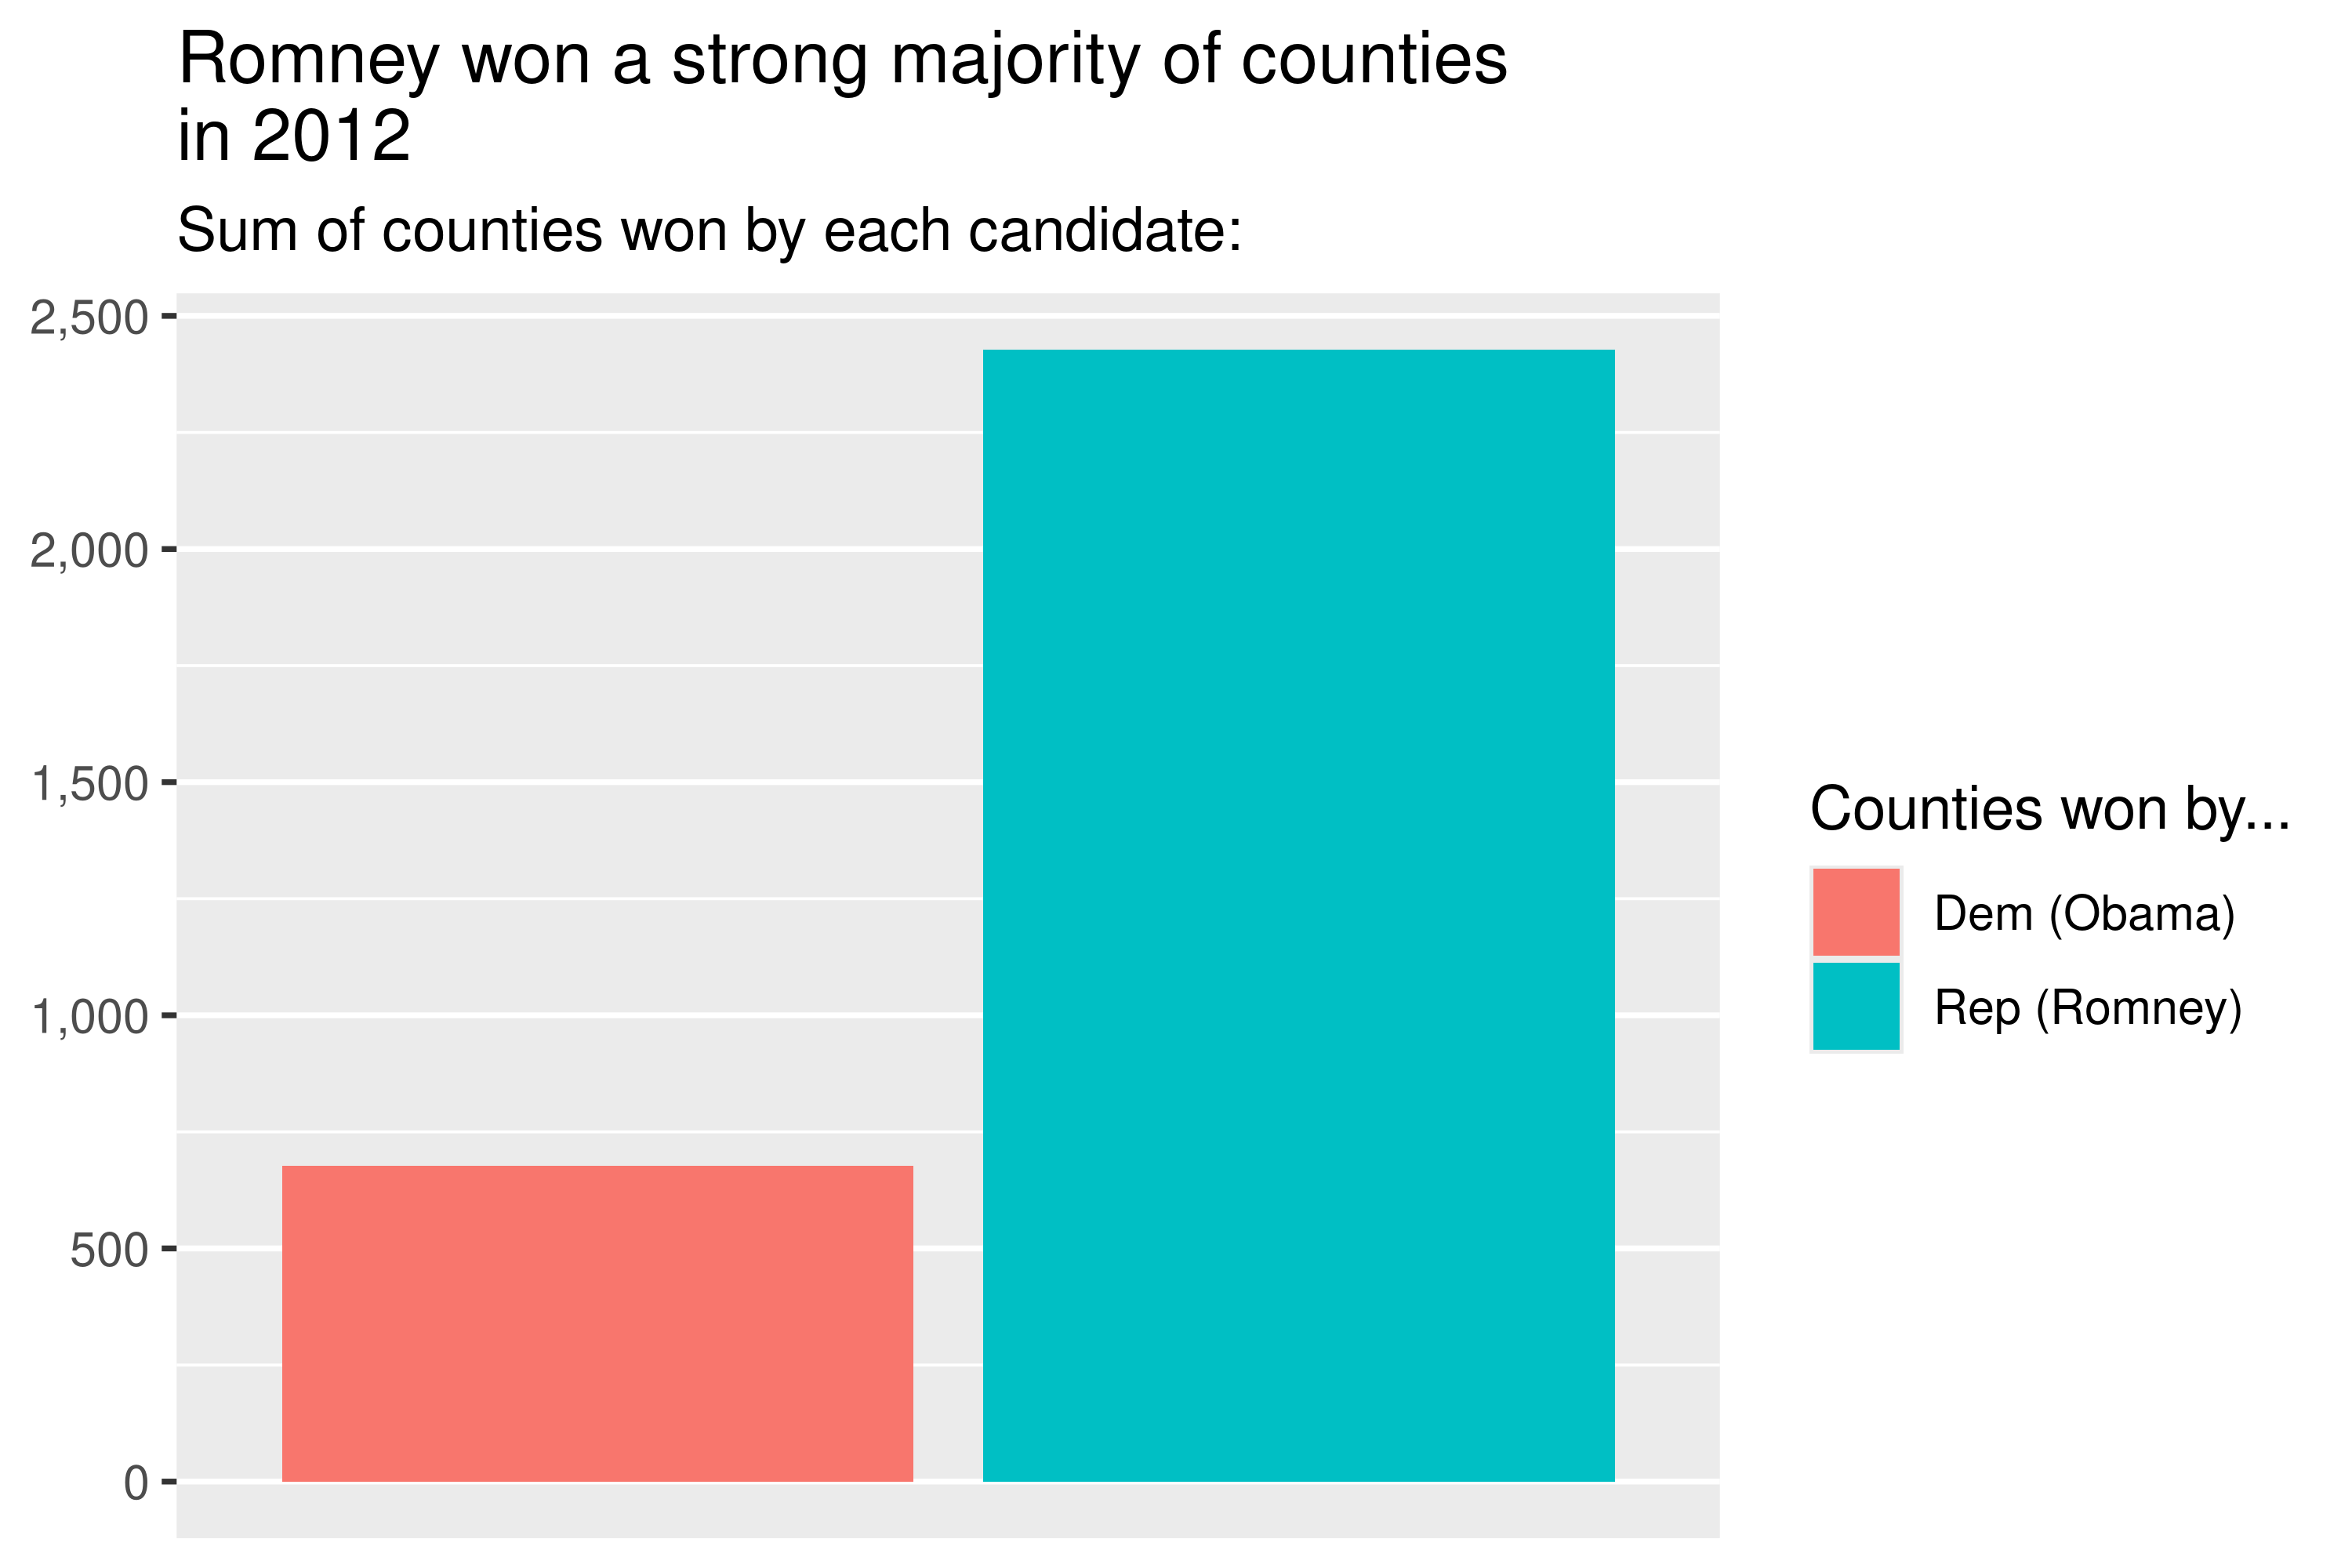 Romney won a strong majority of counties
in 2012
Sum of counties won by each candidate:
2,500
2,000
1,500
1,000
500
0
Counties won by...
Dem (Obama)
Rep (Romney)